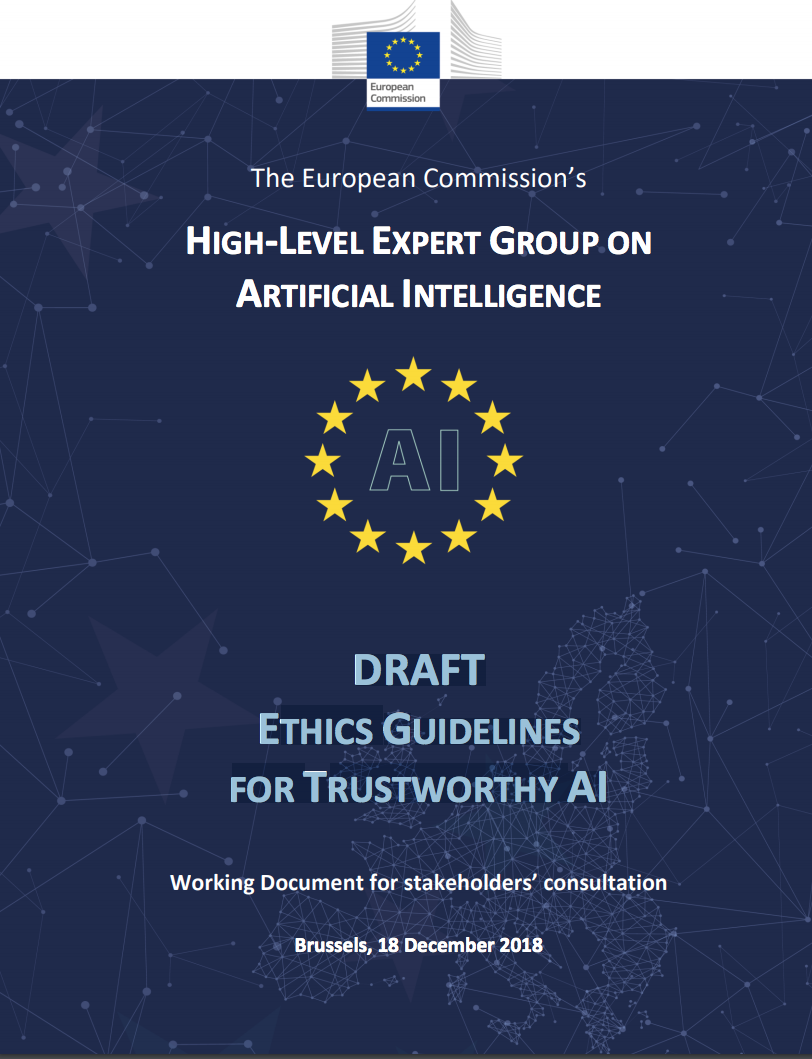 European
Commission
The European Commission’s
HIGH-LEVEL EXPERT GROUP ON
ARTIFICIAL INTELLIGENCE
AI
DRAFT
ETHICS GUIDELINES
FOR TRUSTWORTHY AI
Working Document for stakeholders’ consultation
Brussels, 18 December 2018